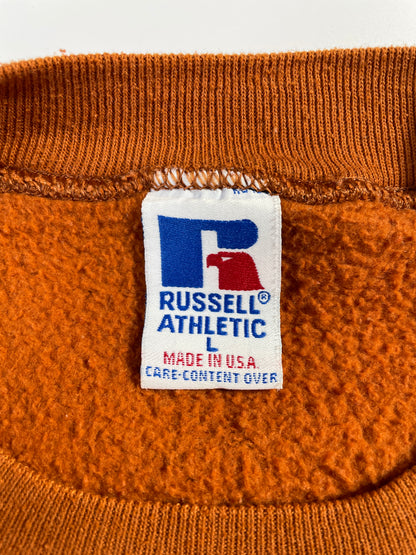 R
RUSSELL®
ATHLETIC
L
MADE IN U.S.A.
CARE-CONTENT OVER